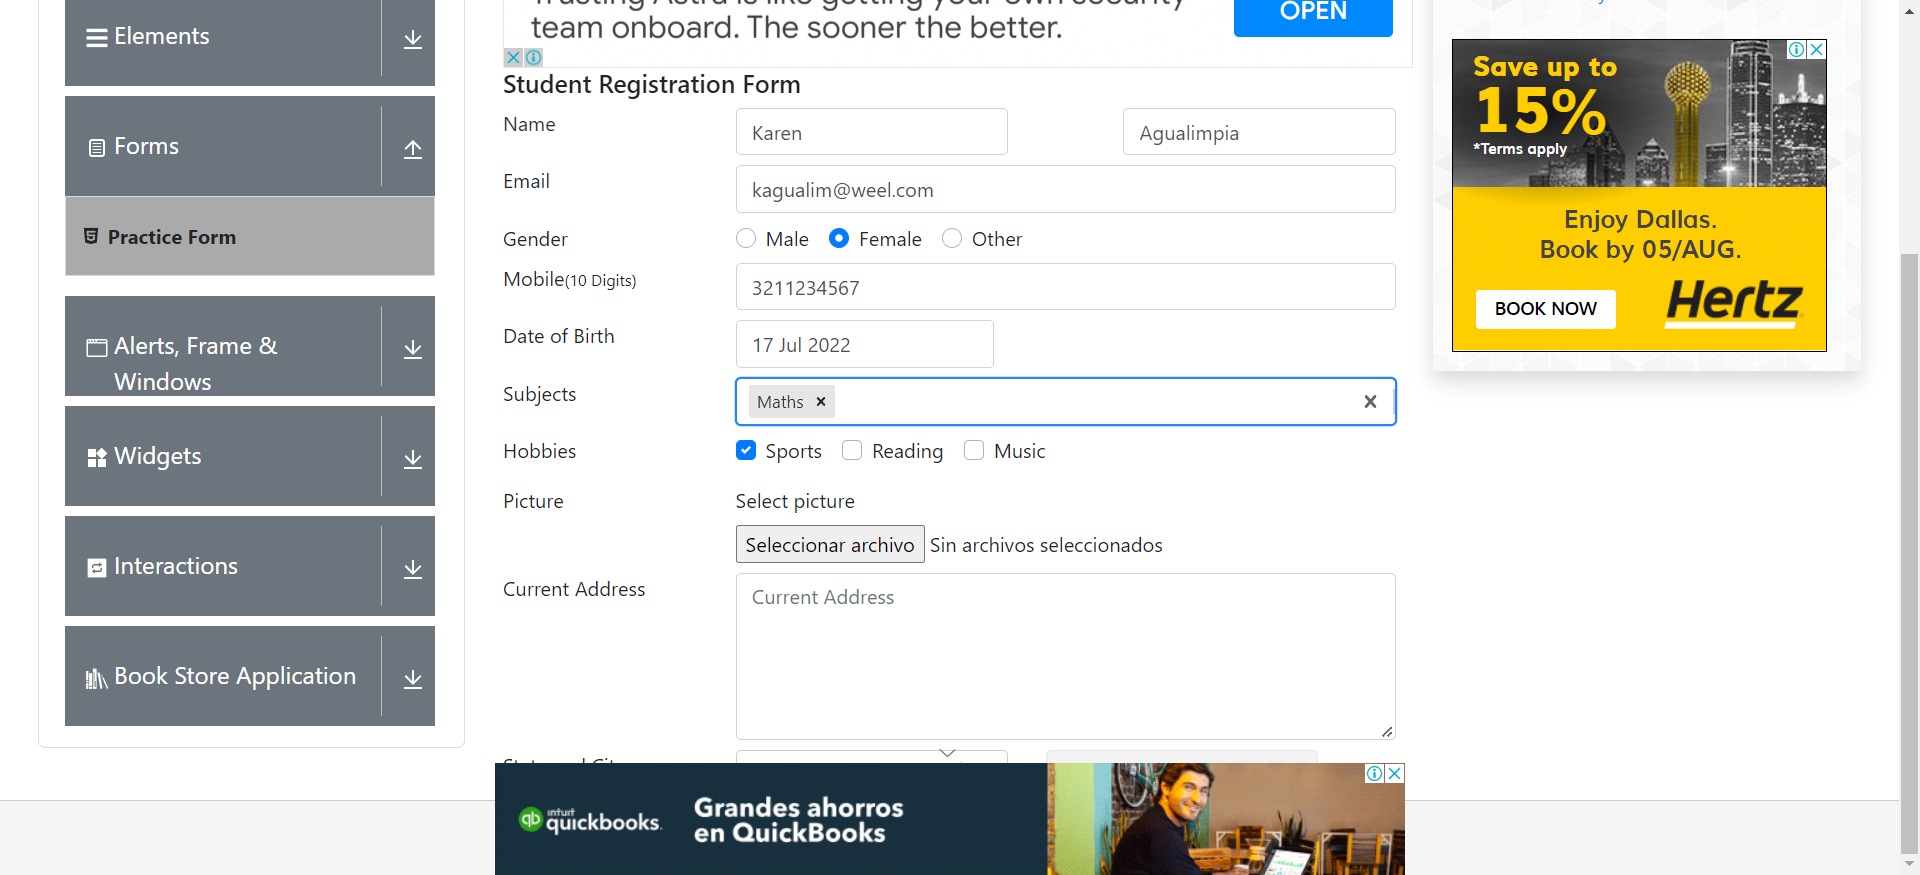 Elements
Forms
Practice Form
Alerts, Frame &
Windows
Widgets
Interactions
Book Store Application
team onboard. The sooner the better.
OPEN
Student Registration Form
Name
Karen
Agualimpia
Email
kagualim@weel.com
Gender
Male
Female
Other
Mobile(10 Digits)
3211234567
Date of Birth
17 Jul 2022
Subjects
Maths
Hobbies
Sports
Reading
Music
Picture
Select picture
Seleccionar archivo
Sin archivos seleccionados
Current Address
Current Address
intuit
quickbooks.
Grandes ahorros
en QuickBooks
Save up to
15%
*Terms apply
Enjoy Dallas.
Book by 05/AUG.
BOOK NOW
Hertz